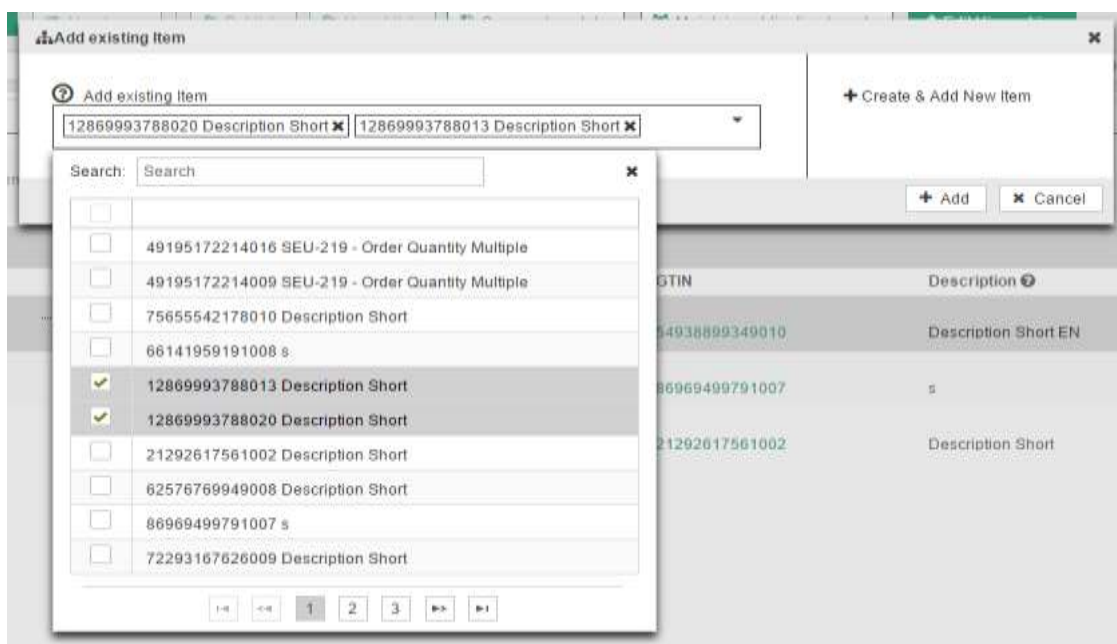 Add existing Item
Add existing Item
+ Create & Add New Item
12869993788020 Description Short 12869993788013 Description Short
Search: Search
+ Add Cancel
49195172214016 SEU-219 - Order Quantity Multiple
49195172214009 SEU-219 - Order Quantity Multiple
GTIN Description
75655542178010 Description Short
54938899349010 Description Short EN
66141959191008 s
12869993788013 Description Short
86969499791007 s
12869993788020 Description Short
21292617561002 Description Short
21292617561002 Description Short
62576769949008 Description Short
86969499791007 s
72293167626009 Description Short
1 2 3